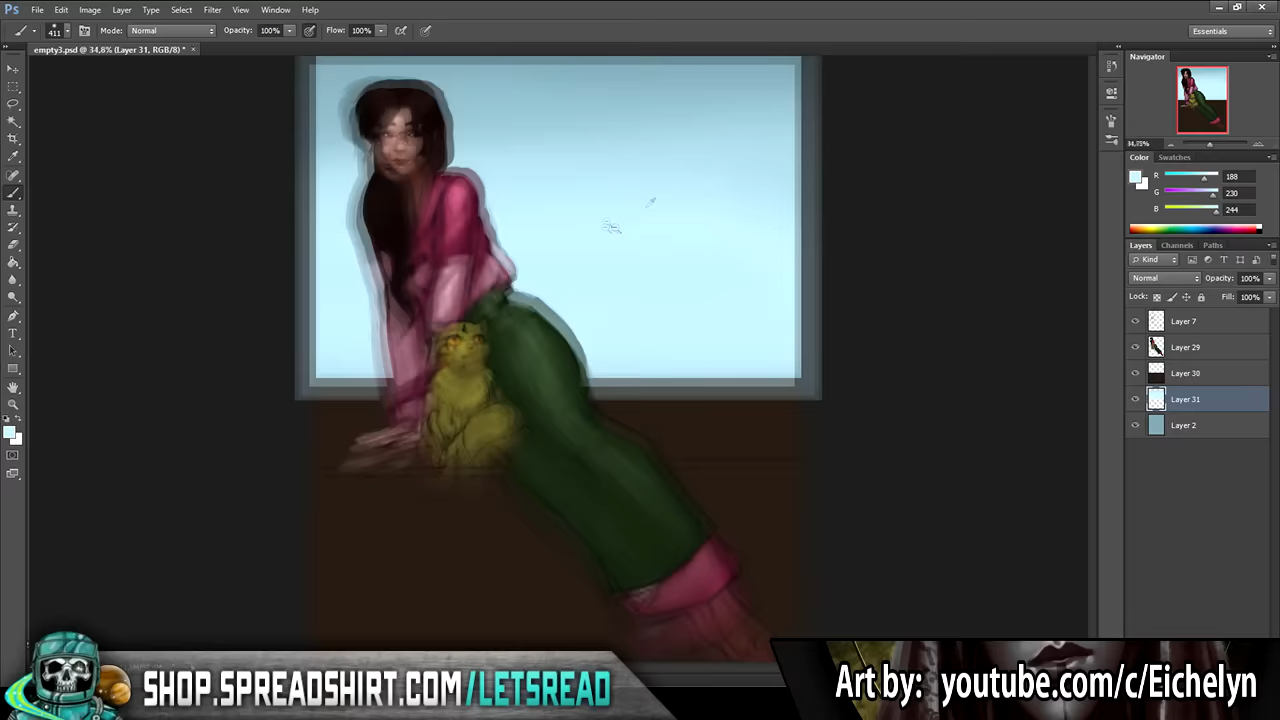 Ps File Edit Image Layer Type Select Filter View Window Help
411 Mode: Normal Opacity: 100% Flow: 100% Essentials
empty3.psd @ 34,8% (Layer 31, RGB/8) * ×
Navigator
34,78%
Color Swatches
R 188
G 230
B 244
Layers Channels Paths
Kind
Normal Opacity: 100%
Lock: Fill: 100%
Layer 7
Layer 29
Layer 30
Layer 31
Layer 2
SHOP.SPREADSHIRT.COM/LETSREAD
Art by: youtube.com/c/Eichelyn